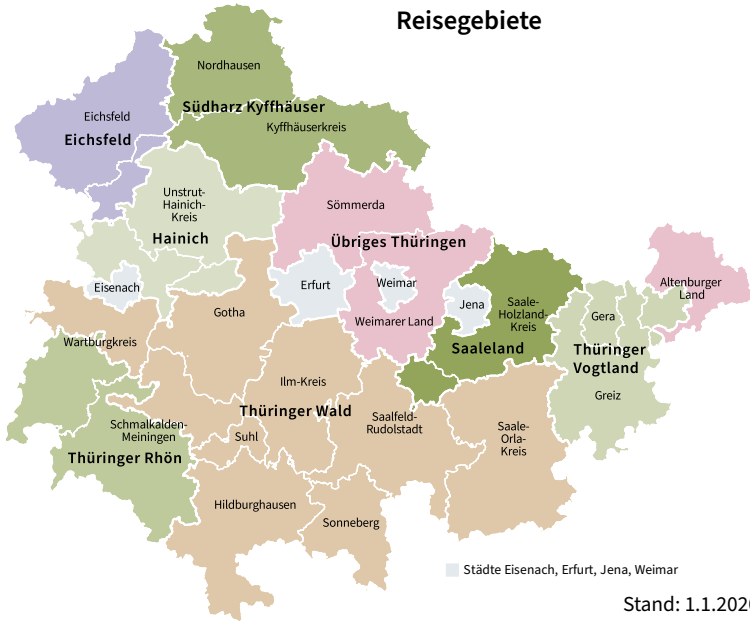 Reisegebiete
Nordhausen
Südharz Kyffhäuser
Eichsfeld
Kyffhäuserkreis
Eichsfeld
Unstrut-
Hainich-
Kreis
Sömmerda
Hainich
Übriges Thüringen
Eisenach
Erfurt
Weimar
Altenburger
Land
Jena
Saale-
Holzland-
Kreis
Gotha
Weimarer Land
Gera
Wartburgkreis
Saaleland
Thüringer
Vogtland
Ilm-Kreis
Greiz
Thüringer Wald
Saalfeld-
Rudolstadt
Schmalkalden-
Meiningen
Suhl
Saale-
Orla-
Kreis
Thüringer Rhön
Hildburghausen
Sonneberg
Städte Eisenach, Erfurt, Jena, Weimar
Stand: 1.1.2020